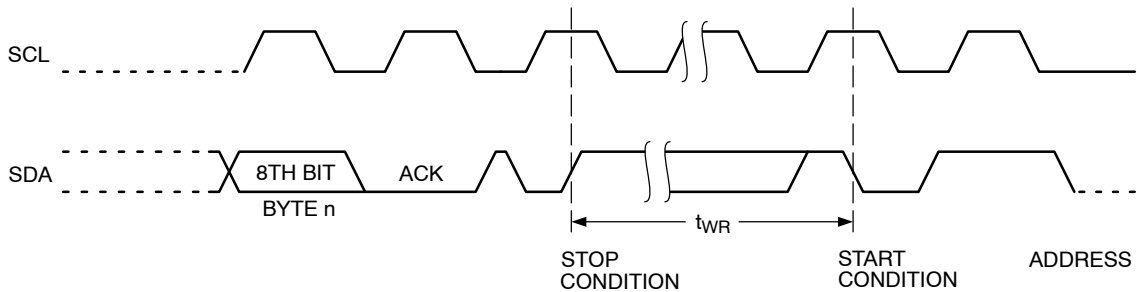 SCL
SDA
8TH BIT
ACK
BYTE n
tWR
STOP
CONDITION
START
CONDITION
ADDRESS